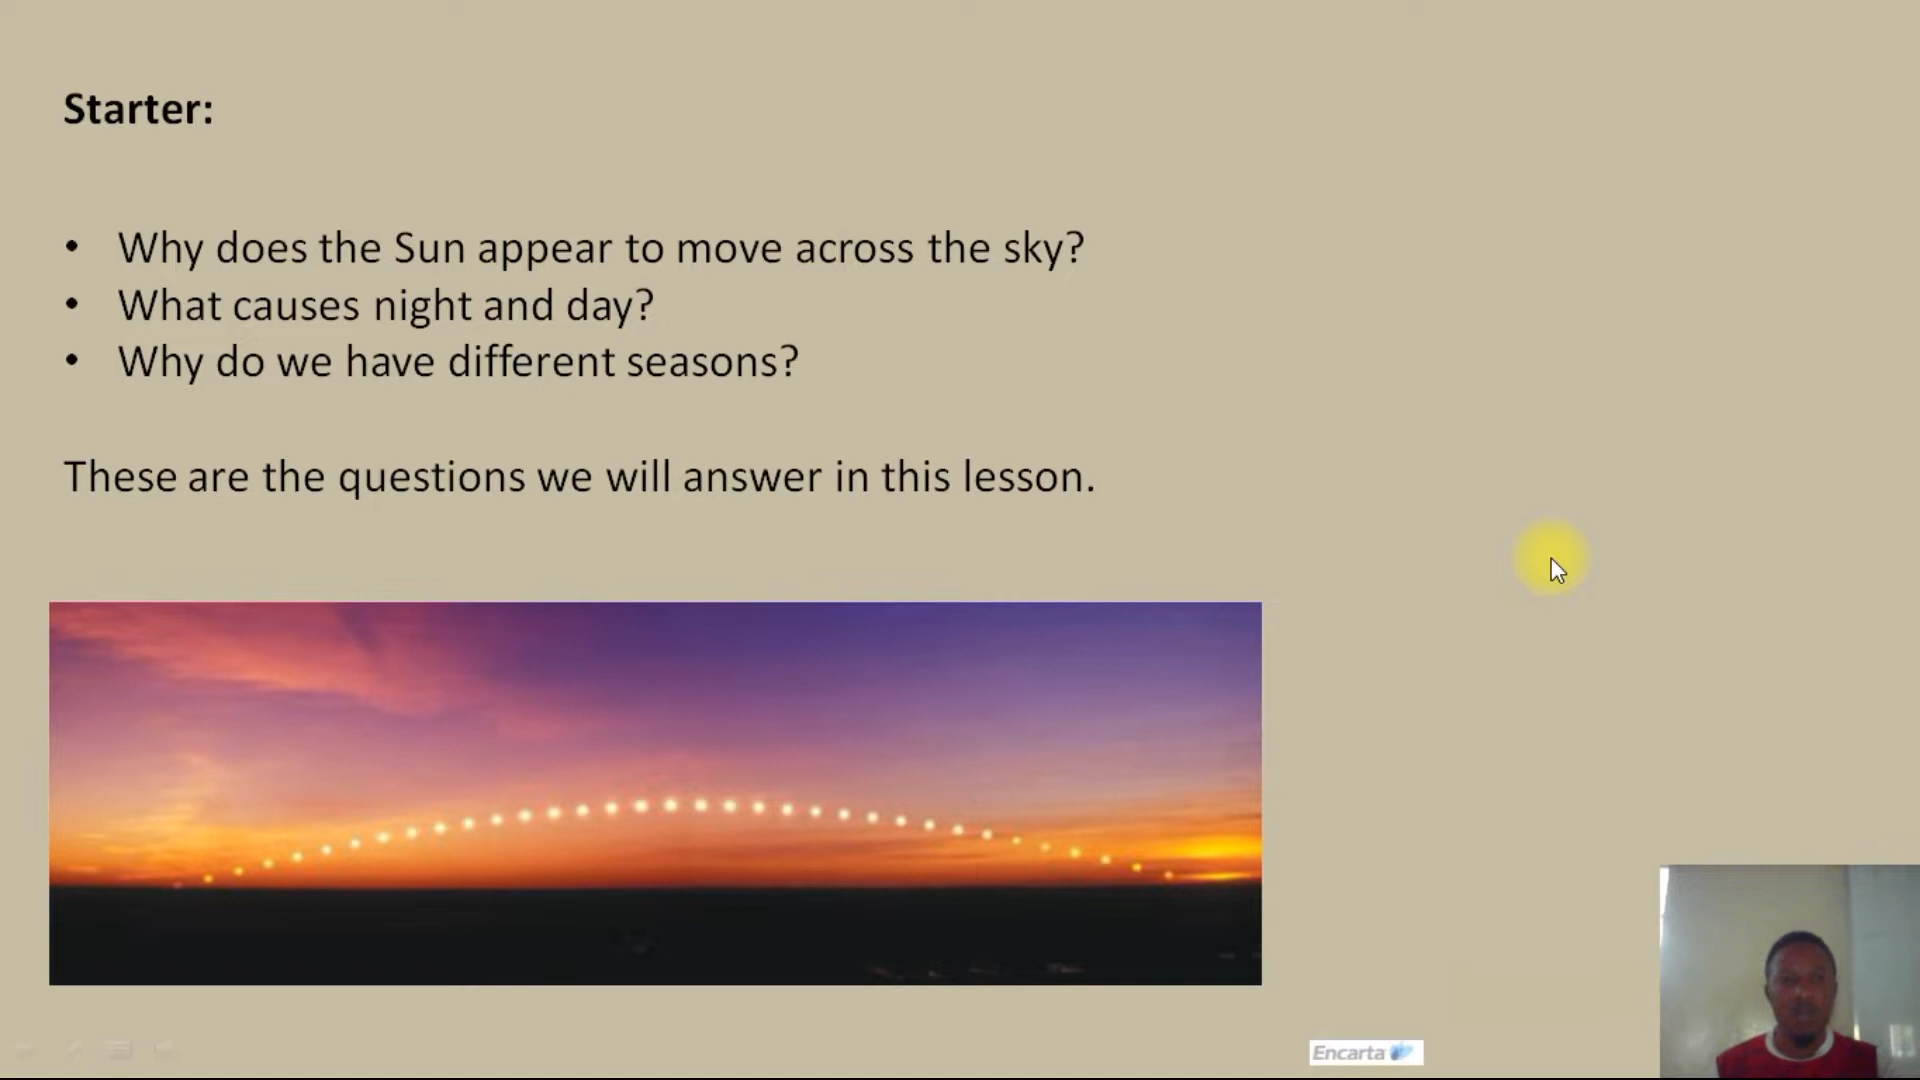 Starter:
• Why does the Sun appear to move across the sky?
• What causes night and day?
• Why do we have different seasons?
These are the questions we will answer in this lesson.
Encarta